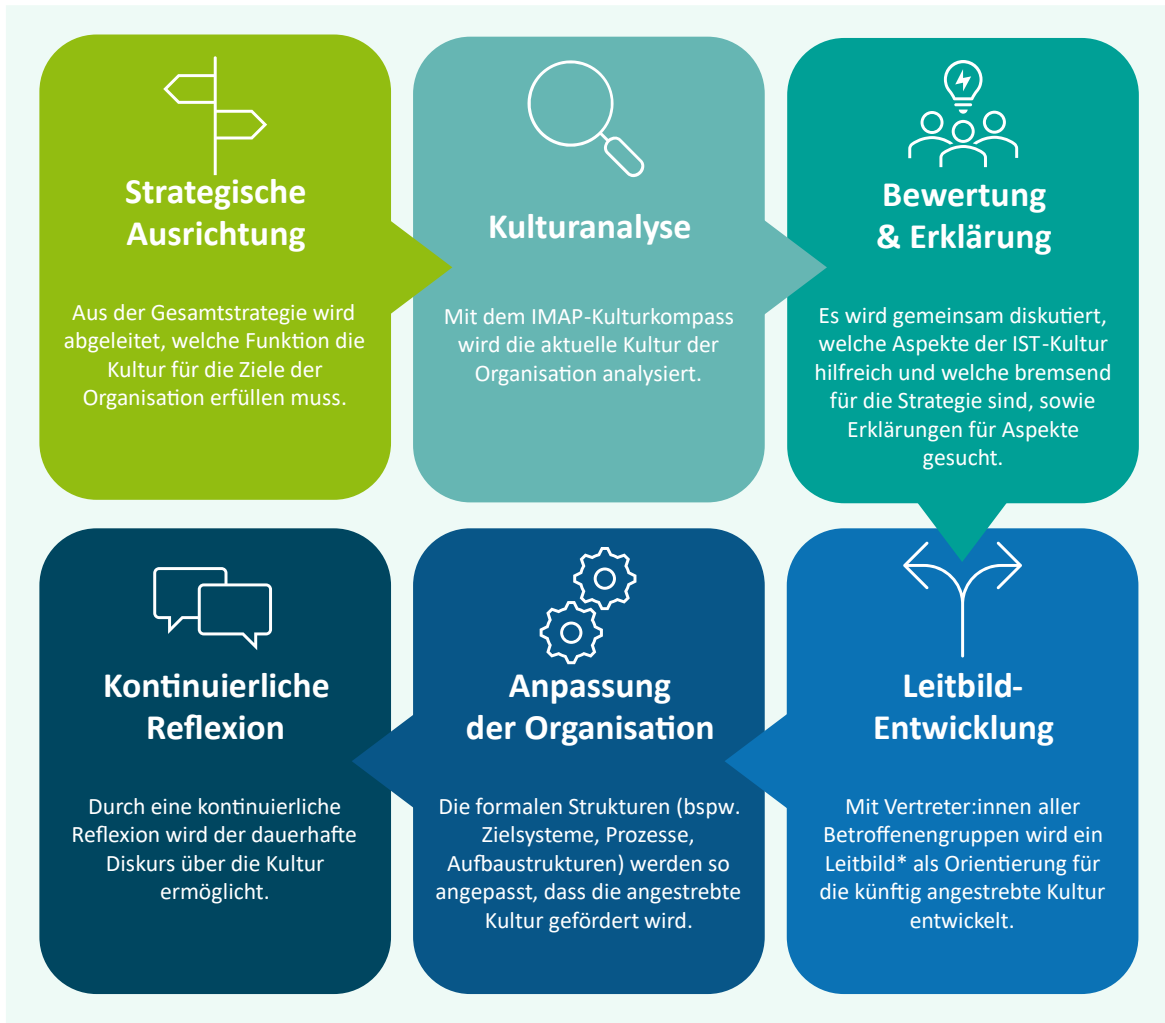 Strategische
Ausrichtung
Aus der Gesamtstrategie wird
abgeleitet, welche Funktion die
Kultur für die Ziele der
Organisation erfüllen muss.
Kulturanalyse
Mit dem IMAP-Kulturkompass
wird die aktuelle Kultur der
Organisation analysiert.
Bewertung
& Erklärung
Es wird gemeinsam diskutiert,
welche Aspekte der IST-Kultur
hilfreich und welche bremsend
für die Strategie sind, sowie
Erklärungen für Aspekte
gesucht.
Leitbild-
Entwicklung
Mit Vertreter:innen aller
Betroffenengruppen wird ein
Leitbild* als Orientierung für
die künftig angestrebte Kultur
entwickelt.
Anpassung
der Organisation
Die formalen Strukturen (bspw.
Zielsysteme, Prozesse,
Aufbaustrukturen) werden so
angepasst, dass die angestrebte
Kultur gefördert wird.
Kontinuierliche
Reflexion
Durch eine kontinuierliche
Reflexion wird der dauerhafte
Diskurs über die Kultur
ermöglicht.